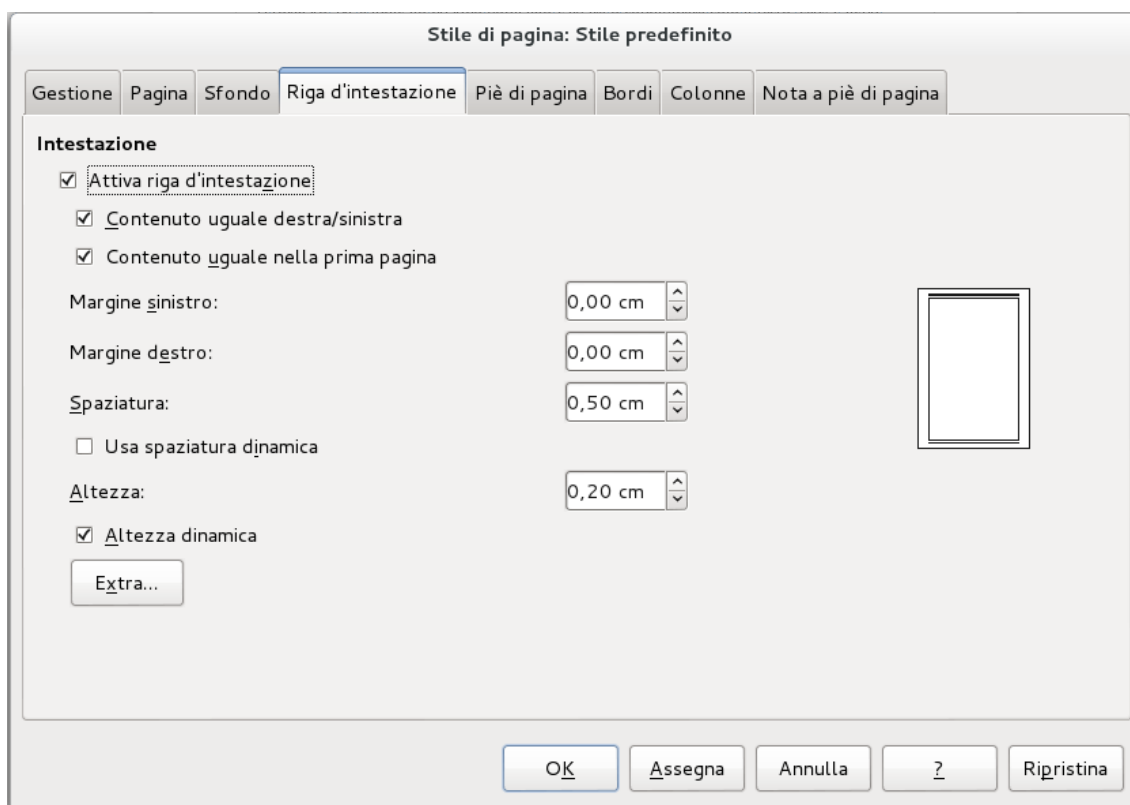 Stile di pagina: Stile predefinito
Gestione Pagina Sfondo Riga d'intestazione Piè di pagina Bordi Colonne Nota a piè di pagina
Intestazione
Attiva riga d'intestazione
Contenuto uguale destra/sinistra
Contenuto uguale nella prima pagina
Margine sinistro: 0,00 cm
Margine destro: 0,00 cm
Spaziatura: 0,50 cm
Usa spaziatura dinamica
Altezza: 0,20 cm
Altezza dinamica
Extra...
OK Assegna Annulla ? Ripristina